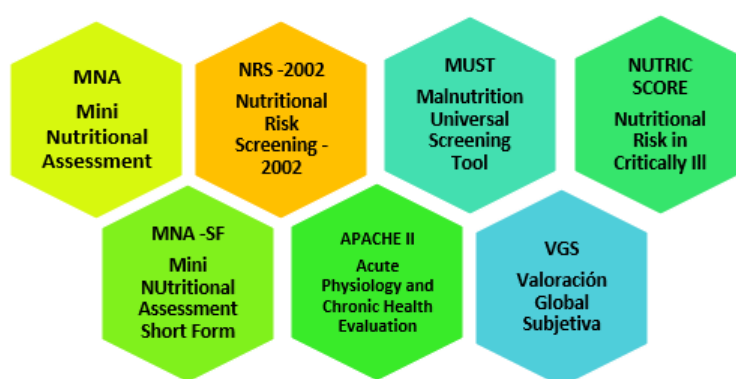 MNA
Mini
Nutritional
Assessment
NRS -2002
Nutritional
Risk
Screening -
2002
MUST
Malnutrition
Universal
Screening
Tool
NUTRIC
SCORE
Nutritional
Risk in
Critically Ill
MNA -SF
Mini
NUtritional
Assessment
Short Form
APACHE II
Acute
Physiology and
Chronic Health
Evaluation
VGS
Valoración
Global
Subjetiva